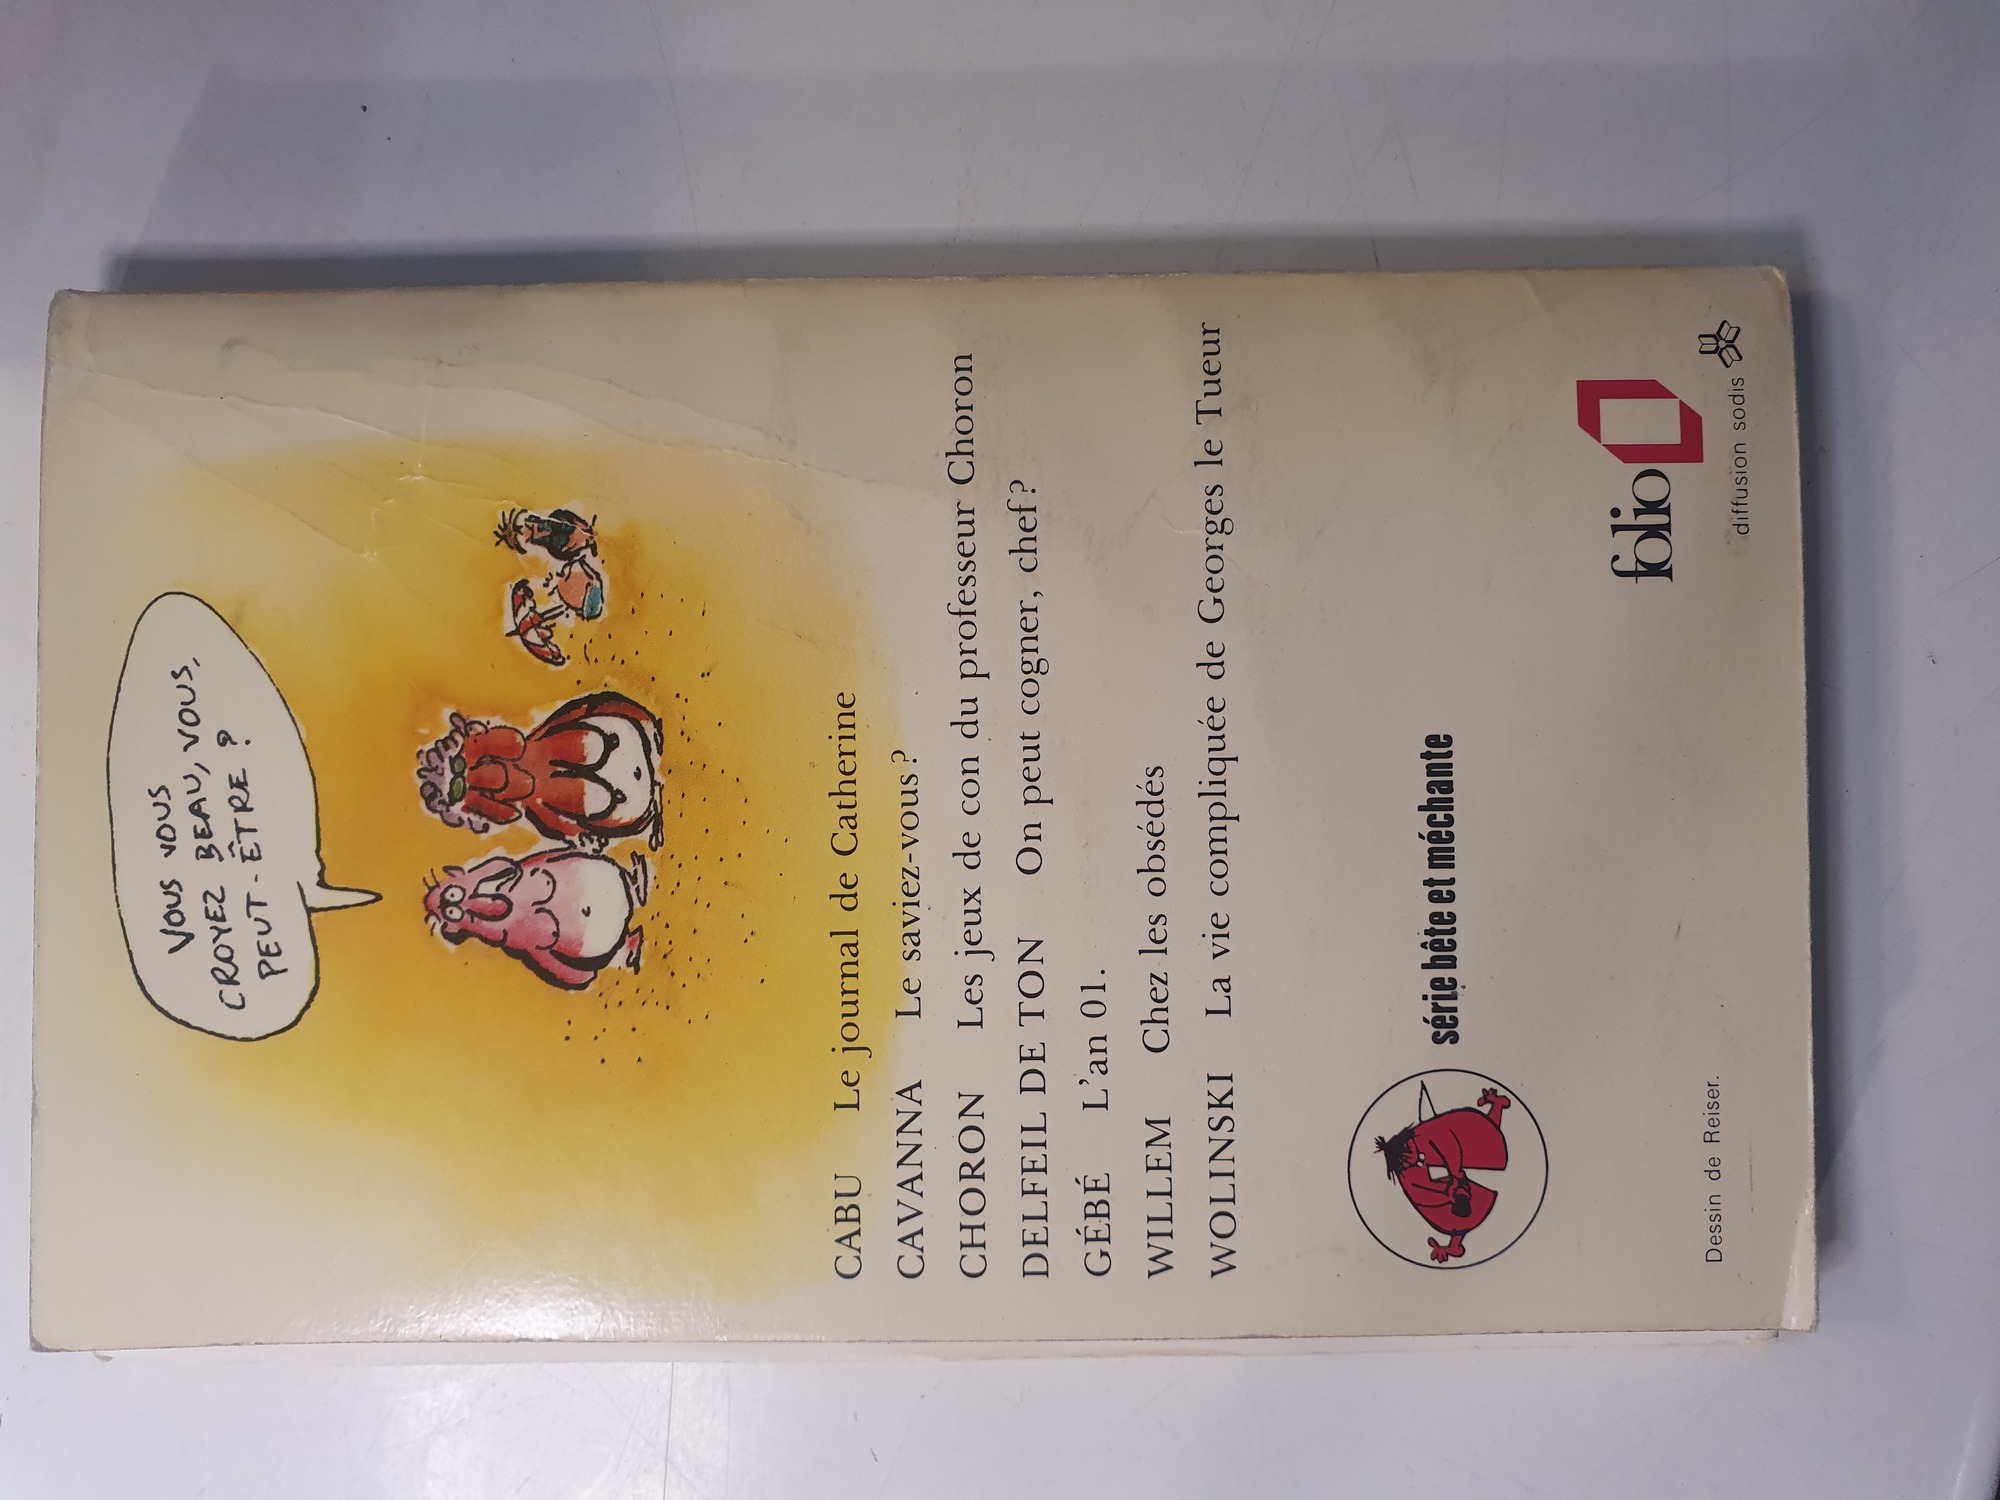 VOUS VOUS
CROYEZ BEAU, VOUS,
PEUT-ÊTRE ?
CABU Le journal de Catherine
CAVANNA Le saviez-vous ?
CHORON Les jeux de con du professeur Choron
DELFEIL DE TON On peut cogner, chef ?
GÉBÉ L'an 01.
WILLEM Chez les obsédés
WOLINSKI La vie compliquée de Georges le Tueur
série bête et méchante
folio
Dessin de Reiser.
diffusion sodis